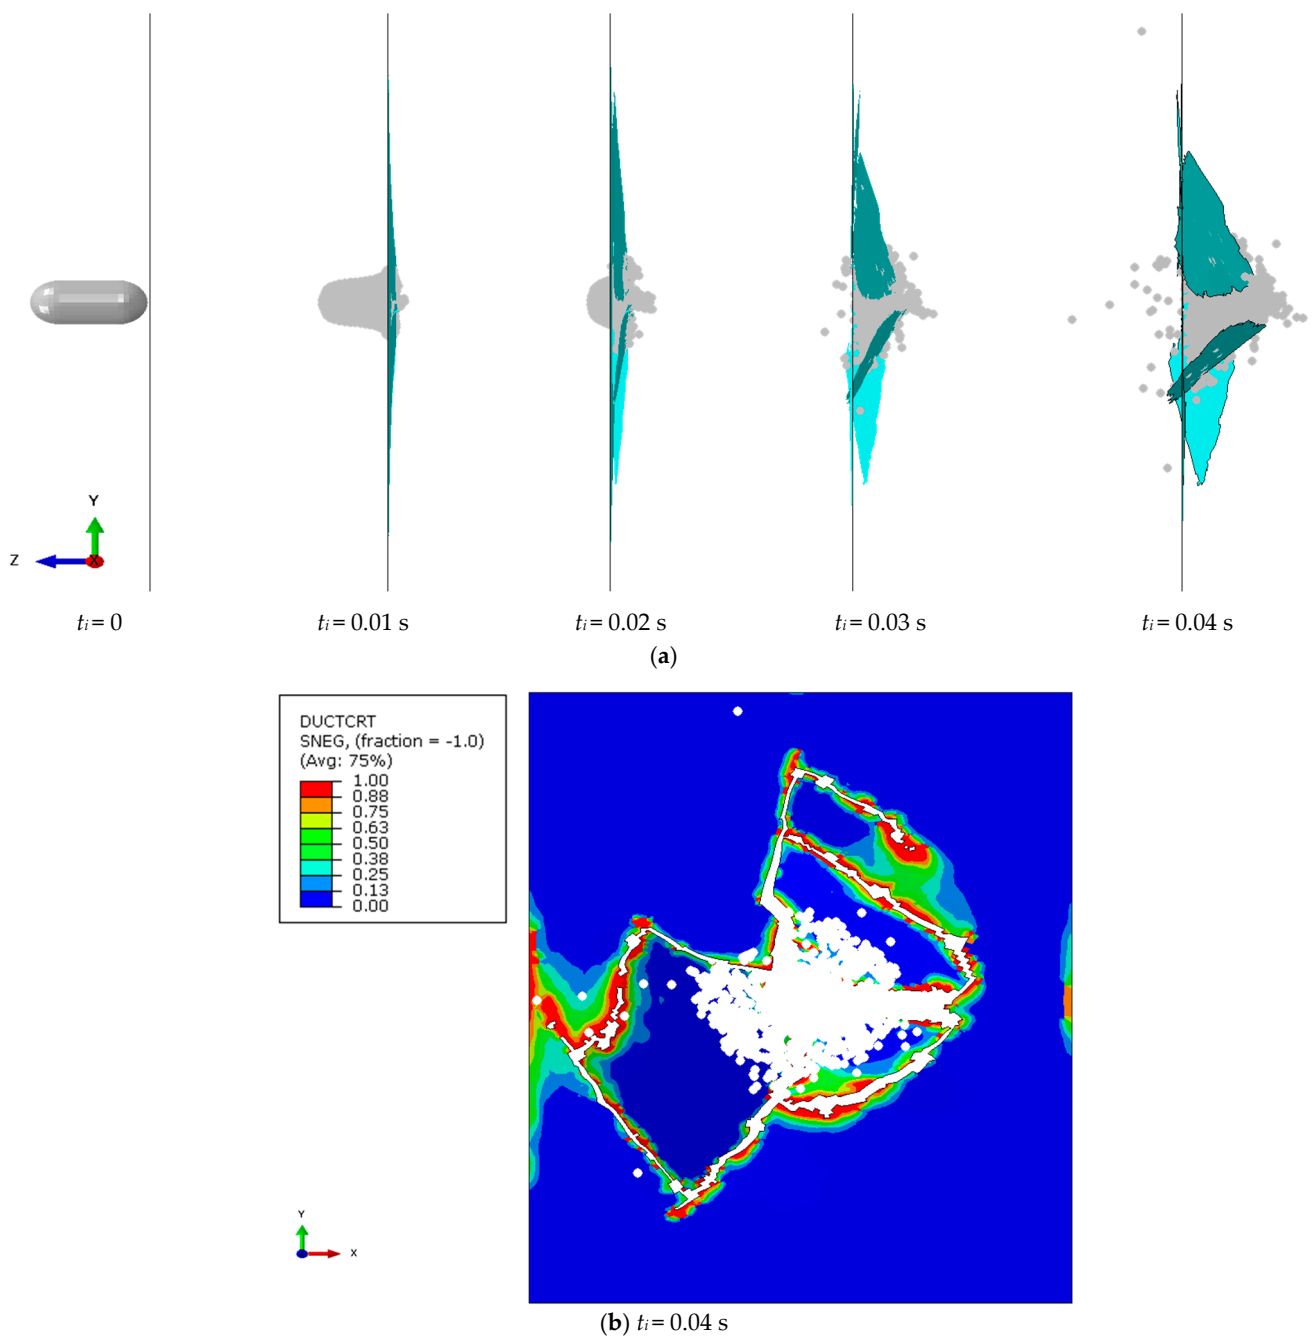 Y
Z
X
tᵢ = 0
tᵢ = 0.01 s
tᵢ = 0.02 s
tᵢ = 0.03 s
tᵢ = 0.04 s
(a)
DUCTCRT
SNEG, (fraction = -1.0)
(Avg: 75%)
1.00
0.88
0.75
0.63
0.50
0.38
0.25
0.13
0.00
Y
X
(b) tᵢ = 0.04 s